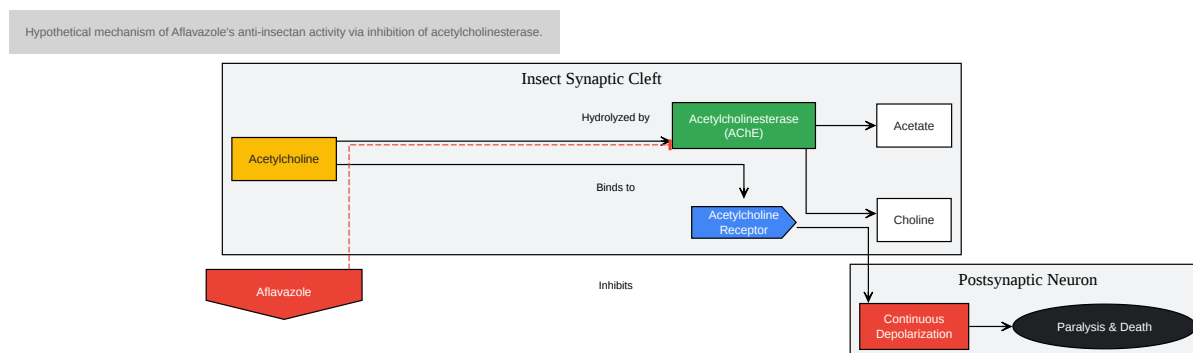 Hypothetical mechanism of Aflavazole's anti-insectan activity via inhibition of acetylcholinesterase.
Insect Synaptic Cleft
Hydrolyzed by
Acetylcholinesterase
(AChE)
Acetate
Acetylcholine
Binds to
Acetylcholine
Receptor
Choline
Aflavazole
Inhibits
Postsynaptic Neuron
Continuous
Depolarization
Paralysis & Death